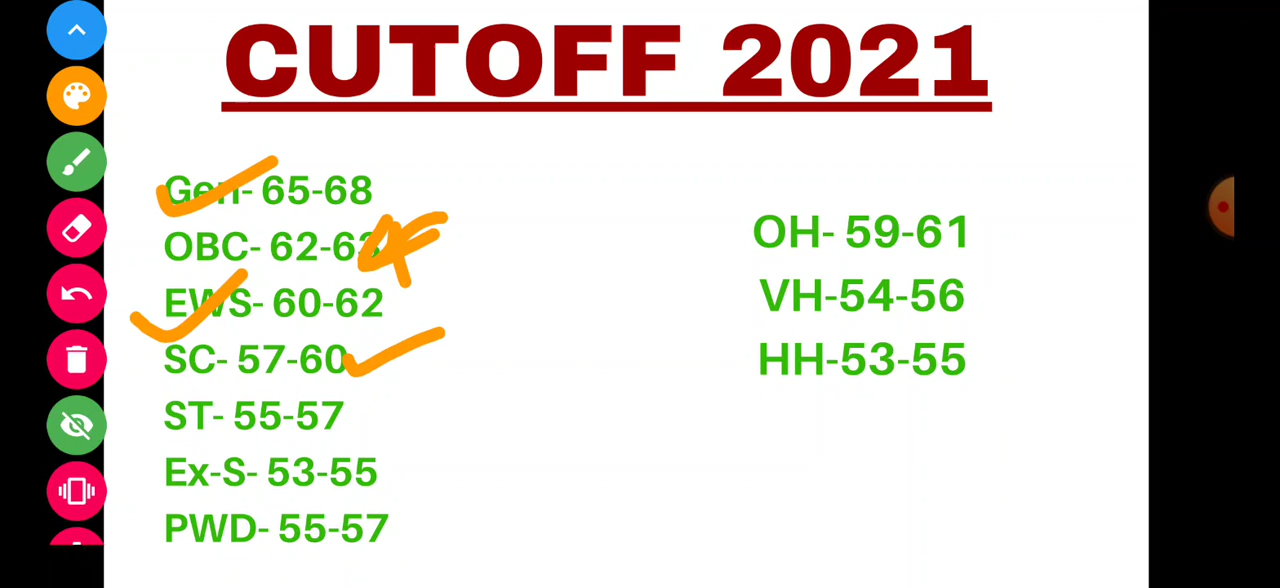 CUTOFF 2021
Gen- 65-68
OBC- 62-63
EWS- 60-62
SC- 57-60
ST- 55-57
Ex-S- 53-55
PWD- 55-57
OH- 59-61
VH-54-56
HH-53-55